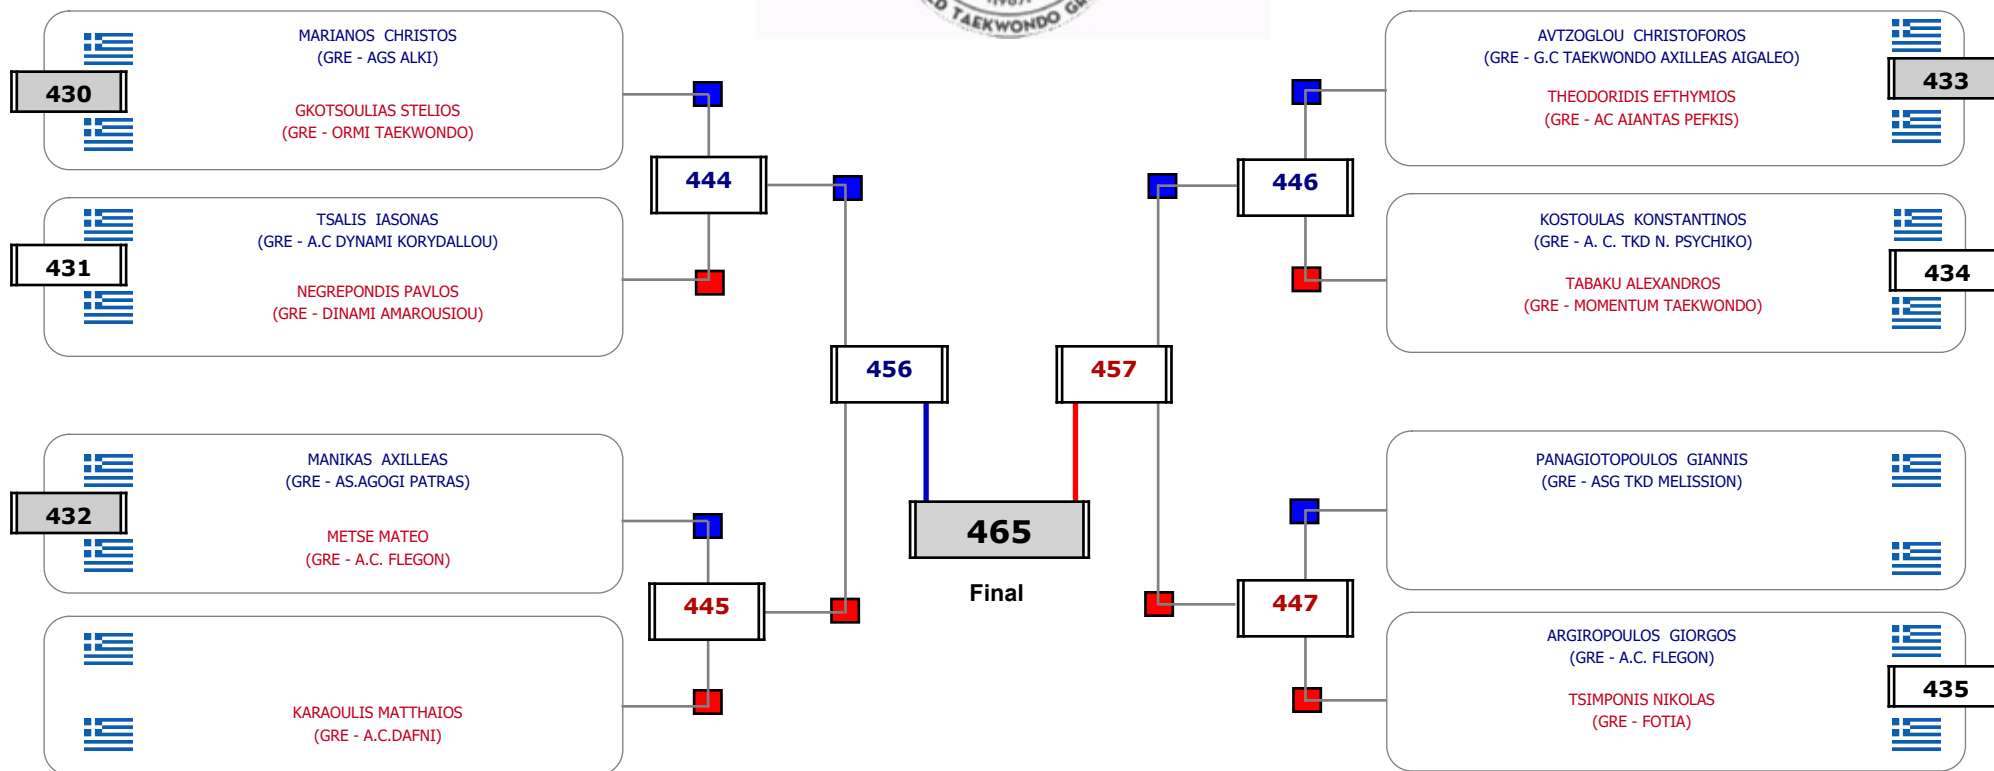 TAEKWONDO
MARIANOS CHRISTOS
(GRE - AGS ALKI)
430
GKOTSOULIAS STELIOS
(GRE - ORMI TAEKWONDO)
TSALIS IASONAS
(GRE - A.C DYNAMI KORYDALLOU)
431
NEGREPONDIS PAVLOS
(GRE - DINAMI AMAROUSIOU)
444
456
MANIKAS AXILLEAS
(GRE - AS.AGOGI PATRAS)
432
METSE MATEO
(GRE - A.C. FLEGON)
445
KARAOULIS MATTHAIOS
(GRE - A.C.DAFNI)
465
Final
AVTZOGLOU CHRISTOFOROS
(GRE - G.C TAEKWONDO AXILLEAS AIGALEO)
433
THEODORIDIS EFTHYMIOS
(GRE - AC AIANTAS PEFKIS)
446
KOSTOULAS KONSTANTINOS
(GRE - A. C. TKD N. PSYCHIKO)
434
TABAKU ALEXANDROS
(GRE - MOMENTUM TAEKWONDO)
457
PANAGIOTOPOULOS GIANNIS
(GRE - ASG TKD MELISSION)
447
ARGIROPOULOS GIORGOS
(GRE - A.C. FLEGON)
435
TSIMPONIS NIKOLAS
(GRE - FOTIA)